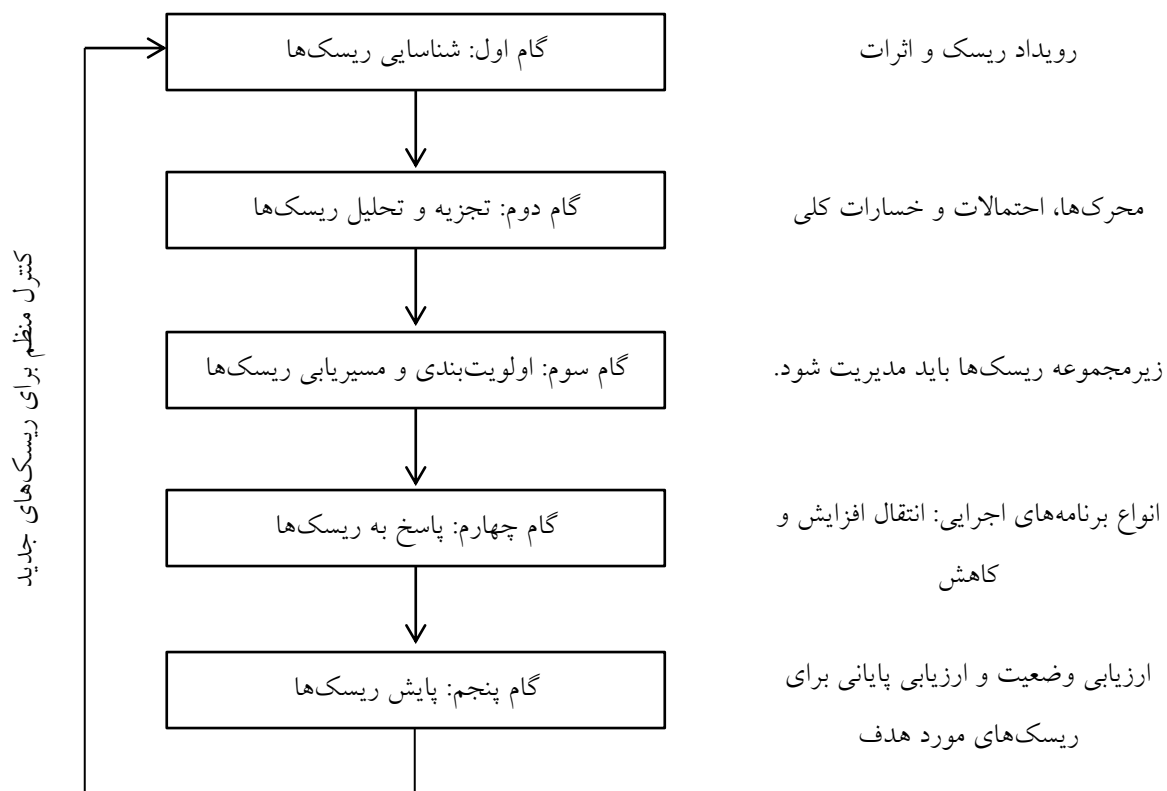 گام اول: شناسایی ریسک‌ها
رویداد ریسک و اثرات
گام دوم: تجزیه و تحلیل ریسک‌ها
محرک‌ها، احتمالات و خسارات کلی
گام سوم: اولویت‌بندی و مسیریابی ریسک‌ها
زیرمجموعه ریسک‌ها باید مدیریت شود.
گام چهارم: پاسخ به ریسک‌ها
انواع برنامه‌های اجرایی: انتقال افزایش و
کاهش
گام پنجم: پایش ریسک‌ها
ارزیابی وضعیت و ارزیابی پایانی برای
ریسک‌های مورد هدف
کنترل منظم برای ریسک‌های جدید